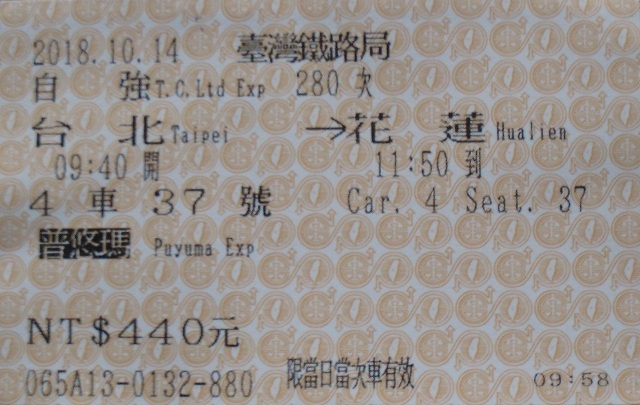 2018.10.14 臺灣鐵路局
自 強 T.C.Ltd Exp 280 次
台 北 Taipei →花 蓮 Hualien
09:40 開 11:50 到
4 車 37 號 Car. 4 Seat. 37
普悠瑪 Puyuma Exp
NT$440元
065A13-0132-880 限當日當次車有效 09:58